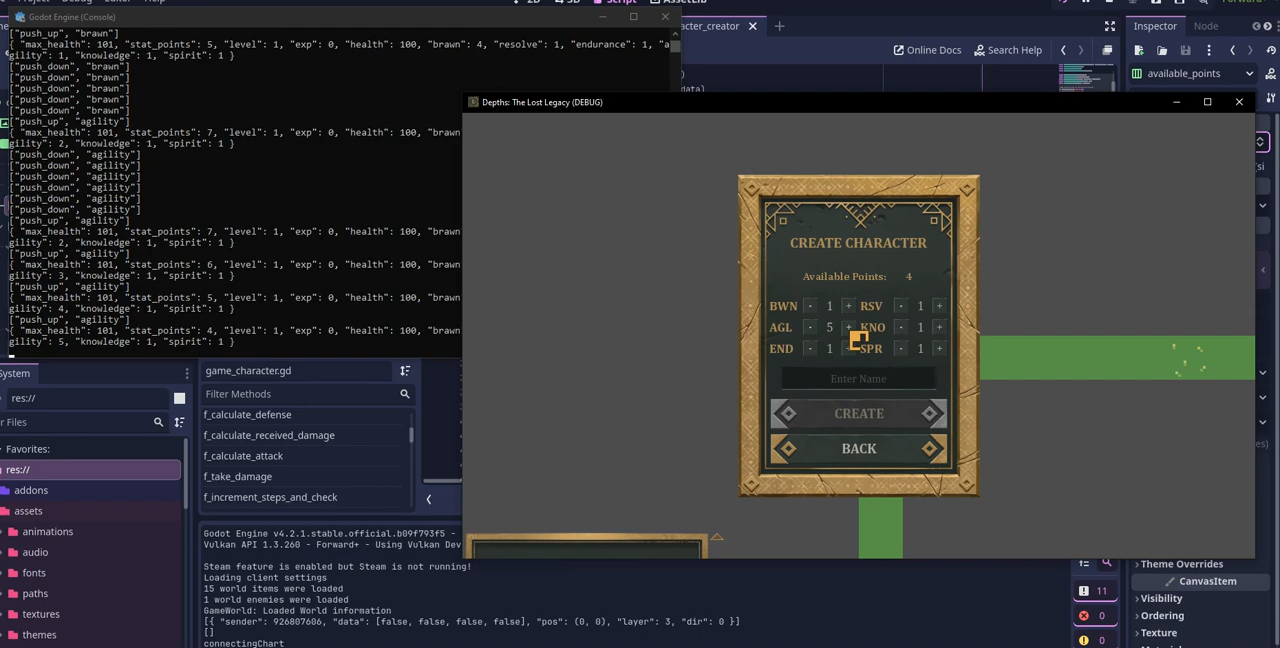 Debug Editor Help
2D 3D Script AssetLib
Forward+
Godot Engine (Console)
["push_up", "brawn"]
{ "max_health": 101, "stat_points": 5, "level": 1, "exp": 0, "health": 100, "brawn": 4, "resolve": 1, "endurance": 1, "a
gility": 1, "knowledge": 1, "spirit": 1 }
["push_down", "brawn"]
["push_down", "brawn"]
["push_down", "brawn"]
["push_down", "brawn"]
["push_down", "brawn"]
["push_up", "agility"]
{ "max_health": 101, "stat_points": 7, "level": 1, "exp": 0, "health": 100, "brawn
gility": 2, "knowledge": 1, "spirit": 1 }
["push_down", "agility"]
["push_down", "agility"]
["push_down", "agility"]
["push_down", "agility"]
["push_down", "agility"]
["push_down", "agility"]
["push_up", "agility"]
{ "max_health": 101, "stat_points": 7, "level": 1, "exp": 0, "health": 100, "brawn
gility": 2, "knowledge": 1, "spirit": 1 }
["push_up", "agility"]
{ "max_health": 101, "stat_points": 6, "level": 1, "exp": 0, "health": 100, "brawn
gility": 3, "knowledge": 1, "spirit": 1 }
["push_up", "agility"]
{ "max_health": 101, "stat_points": 5, "level": 1, "exp": 0, "health": 100, "brawn
gility": 4, "knowledge": 1, "spirit": 1 }
["push_up", "agility"]
{ "max_health": 101, "stat_points": 4, "level": 1, "exp": 0, "health": 100, "brawn
gility": 5, "knowledge": 1, "spirit": 1 }
acter_creator
Online Docs Search Help
data)
Inspector Node
available_points
Depths: The Lost Legacy (DEBUG)
CREATE CHARACTER
Available Points: 4
BWN - 1 + RSV - 1 +
AGL - 5 + KNO - 1 +
END - 1 SPR - 1 +
Enter Name
CREATE
BACK
System
res://
Files
Favorites:
res://
addons
assets
animations
audio
fonts
paths
textures
themes
game_character.gd
Filter Methods
f_calculate_defense
f_calculate_received_damage
f_calculate_attack
f_take_damage
f_increment_steps_and_check
Godot Engine v4.2.1.stable.official.b09f793f5 -
Vulkan API 1.3.260 - Forward+ - Using Vulkan Dev
Steam feature is enabled but Steam is not running!
Loading client settings
15 world items were loaded
1 world enemies were loaded
GameWorld: Loaded World information
[{ "sender": 926807606, "data": [false, false, false, false], "pos": (0, 0), "layer": 3, "dir": 0 }]
[]
connectingChart
11
0
0
Theme Overrides
CanvasItem
Visibility
Ordering
Texture